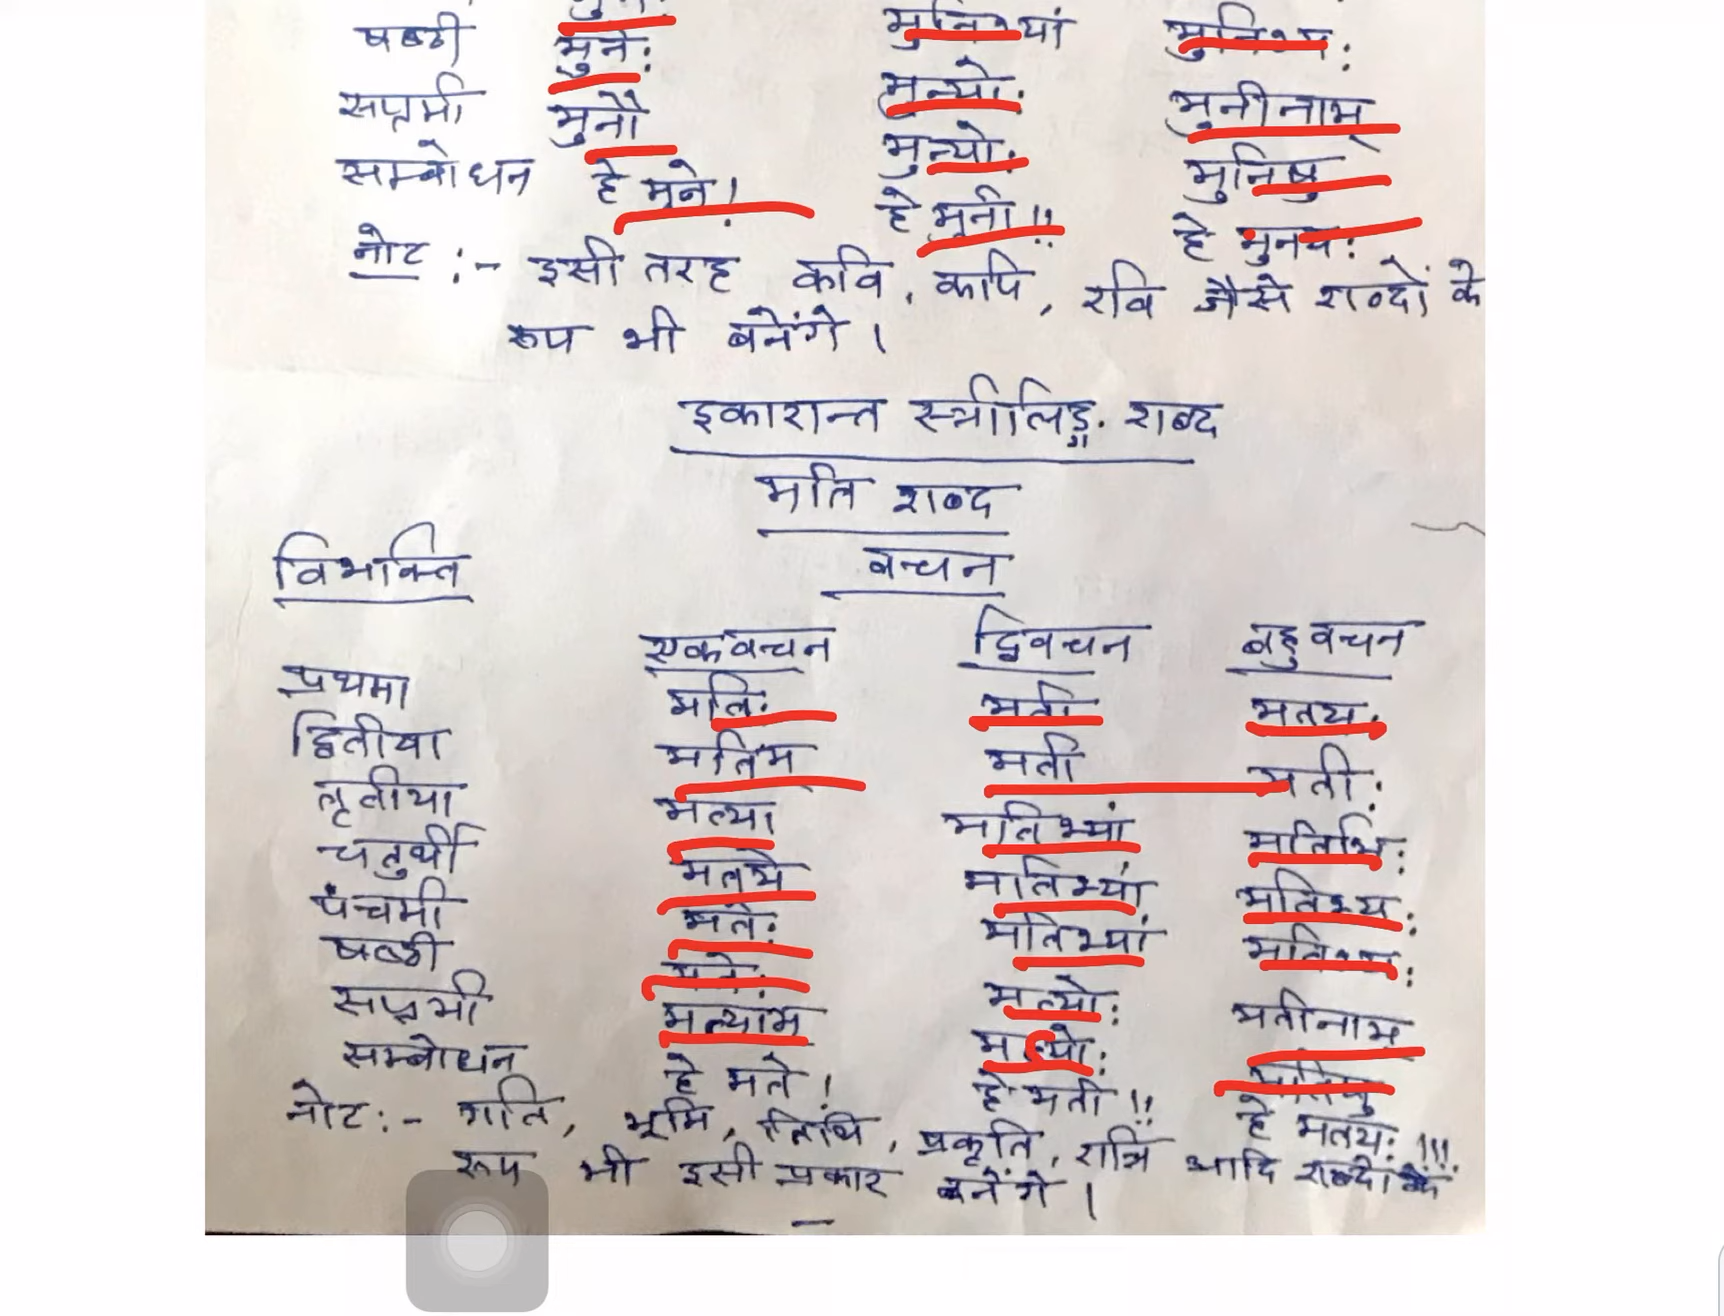 षष्ठी मुनेः मुनिभ्यां मुनिभ्यः
सप्तमी मुनौ मुन्योः मुनीनाम्
सम्बोधन हे मुने! मुन्योः मुनिषु
हे मुनी!! हे मुनयः
नोट :- इसी तरह कवि, कपि, रवि जैसे शब्दों के
रूप भी बनेंगे।
इकारान्त स्त्रीलिङ्ग शब्द
मति शब्द
विभक्ति वचन
एकवचन द्विवचन बहुवचन
प्रथमा मतिः मती मतयः
द्वितीया मतिम् मती मतीः
तृतीया मत्या मतिभ्यां मतिभिः
चतुर्थी मतये मतिभ्यां मतिभ्यः
पंचमी मतेः मतिभ्यां मतिभ्यः
षष्ठी मतेः मत्योः मतीनाम्
सप्तमी मत्याम मत्योः मतिषु
सम्बोधन हे मते! हे मती!! हे मतयः!!!
नोट:- गति, भूमि, तिथि, प्रकृति, रात्रि आदि शब्दों के
रूप भी इसी प्रकार बनेंगे।